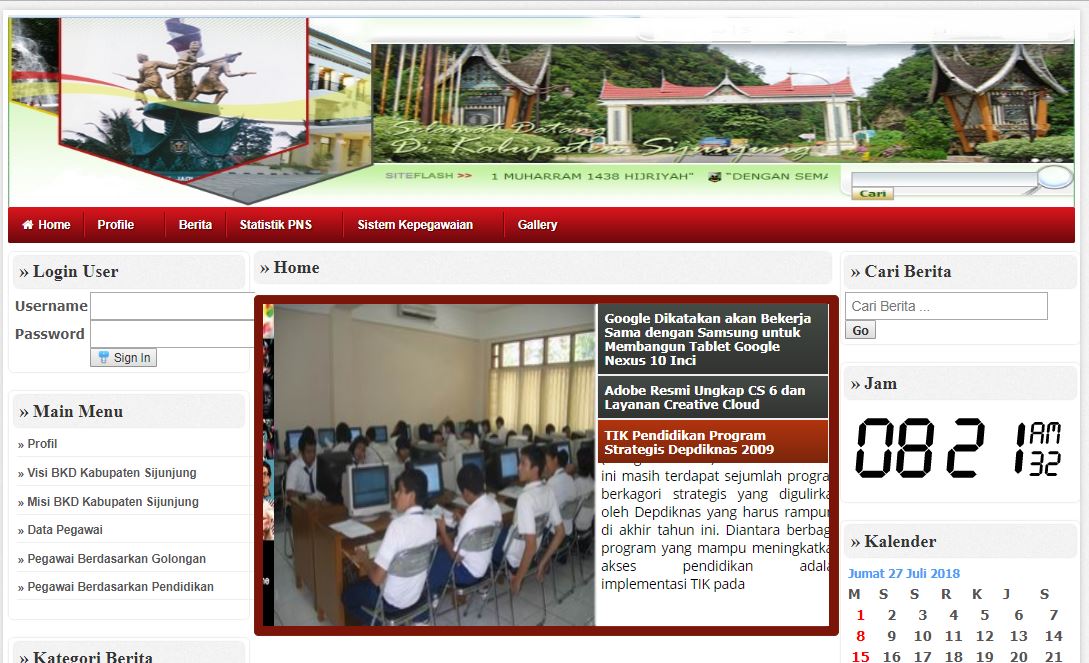 Selamat Datang
Di Kabupaten Sijunjung
SITEFLASH >> 1 MUHARRAM 1438 HIJRIYAH" "DENGAN SEMA
Cari
Home Profile Berita Statistik PNS Sistem Kepegawaian Gallery
» Login User
Username
Password
Sign In
» Main Menu
» Profil
» Visi BKD Kabupaten Sijunjung
» Misi BKD Kabupaten Sijunjung
» Data Pegawai
» Pegawai Berdasarkan Golongan
» Pegawai Berdasarkan Pendidikan
» Kategori Berita
» Home
Google Dikatakan akan Bekerja
Sama dengan Samsung untuk
Membangun Tablet Google
Nexus 10 Inci
Adobe Resmi Ungkap CS 6 dan
Layanan Creative Cloud
TIK Pendidikan Program
Strategis Depdiknas 2009
ini masih terdapat sejumlah progra
berkagori strategis yang digulirka
oleh Depdiknas yang harus rampun
di akhir tahun ini. Diantara berbag
program yang mampu meningkatka
akses pendidikan adala
implementasi TIK pada
» Cari Berita
Cari Berita ...
Go
» Jam
08 21 AM 32
» Kalender
Jumat 27 Juli 2018
M S S R K J S
1 2 3 4 5 6 7
8 9 10 11 12 13 14
15 16 17 18 19 20 21